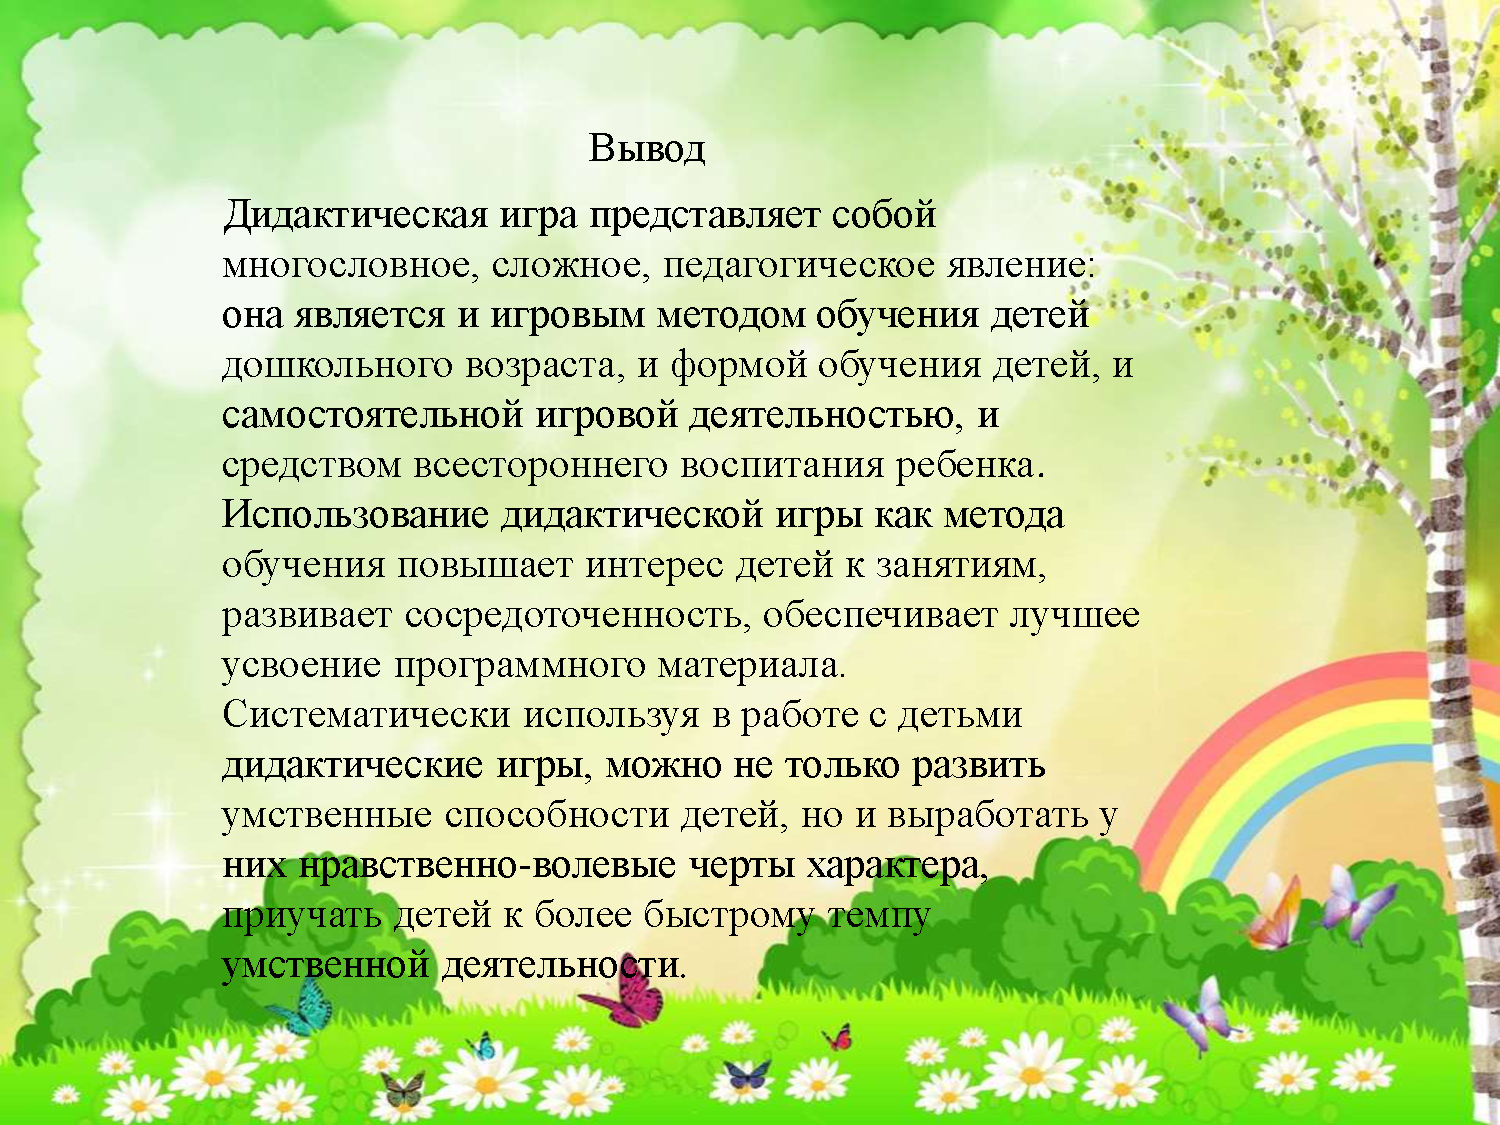 Вывод
Дидактическая игра представляет собой
многословное, сложное, педагогическое явление:
она является и игровым методом обучения детей
дошкольного возраста, и формой обучения детей, и
самостоятельной игровой деятельностью, и
средством всестороннего воспитания ребенка.
Использование дидактической игры как метода
обучения повышает интерес детей к занятиям,
развивает сосредоточенность, обеспечивает лучшее
усвоение программного материала.
Систематически используя в работе с детьми
дидактические игры, можно не только развить
умственные способности детей, но и выработать у
них нравственно-волевые черты характера,
приучать детей к более быстрому темпу
умственной деятельности.